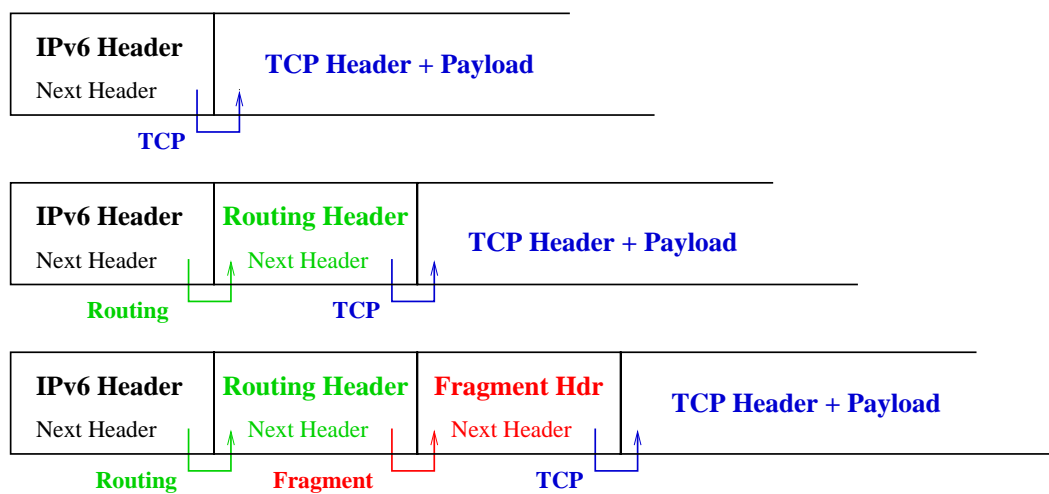 IPv6 Header
TCP Header + Payload
Next Header
TCP
IPv6 Header
Routing Header
TCP Header + Payload
Next Header
Next Header
Routing
TCP
IPv6 Header
Routing Header
Fragment Hdr
TCP Header + Payload
Next Header
Next Header
Next Header
Routing
Fragment
TCP